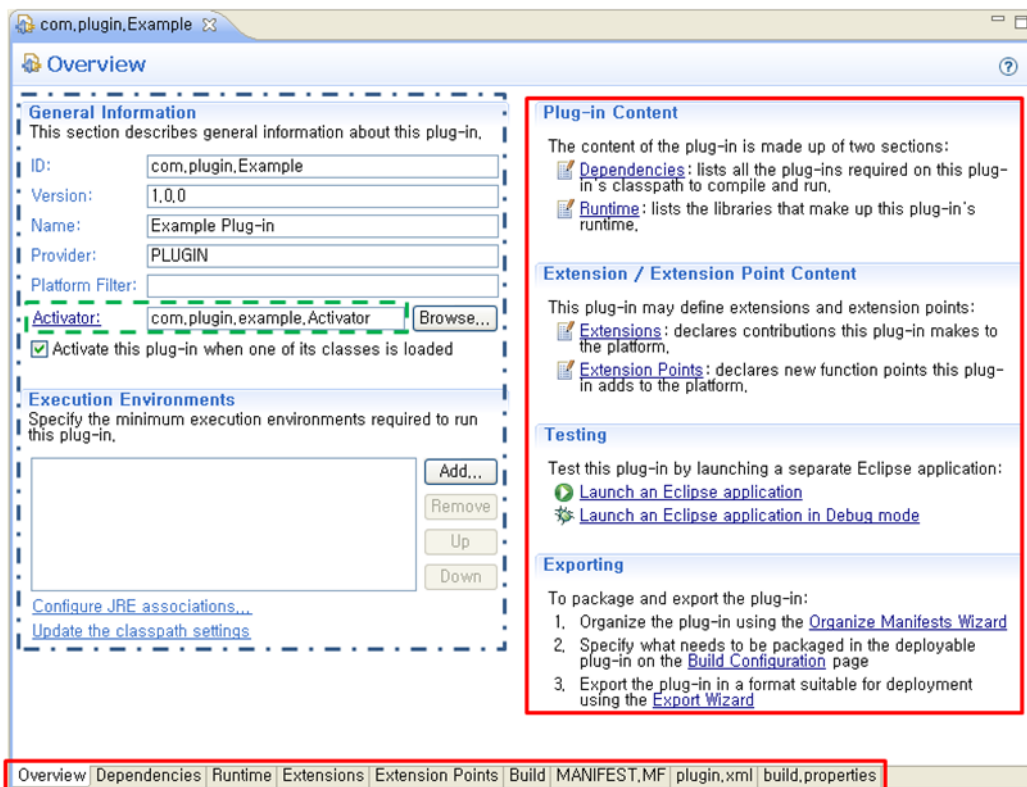 com.plugin.Example
Overview
General Information
This section describes general information about this plug-in.
ID:
com.plugin.Example
Version:
1.0.0
Name:
Example Plug-in
Provider:
PLUGIN
Platform Filter:
Activator:
com.plugin.example.Activator
Browse...
Activate this plug-in when one of its classes is loaded
Execution Environments
Specify the minimum execution environments required to run
this plug-in.
Add...
Remove
Up
Down
Configure JRE associations...
Update the classpath settings
Plug-in Content
The content of the plug-in is made up of two sections:
Dependencies: lists all the plug-ins required on this plug-
in's classpath to compile and run.
Runtime: lists the libraries that make up this plug-in's
runtime.
Extension / Extension Point Content
This plug-in may define extensions and extension points:
Extensions: declares contributions this plug-in makes to
the platform.
Extension Points: declares new function points this plug-
in adds to the platform.
Testing
Test this plug-in by launching a separate Eclipse application:
Launch an Eclipse application
Launch an Eclipse application in Debug mode
Exporting
To package and export the plug-in:
1. Organize the plug-in using the Organize Manifests Wizard
2. Specify what needs to be packaged in the deployable
plug-in on the Build Configuration page
3. Export the plug-in in a format suitable for deployment
using the Export Wizard
Overview Dependencies Runtime Extensions Extension Points Build MANIFEST.MF plugin.xml build.properties